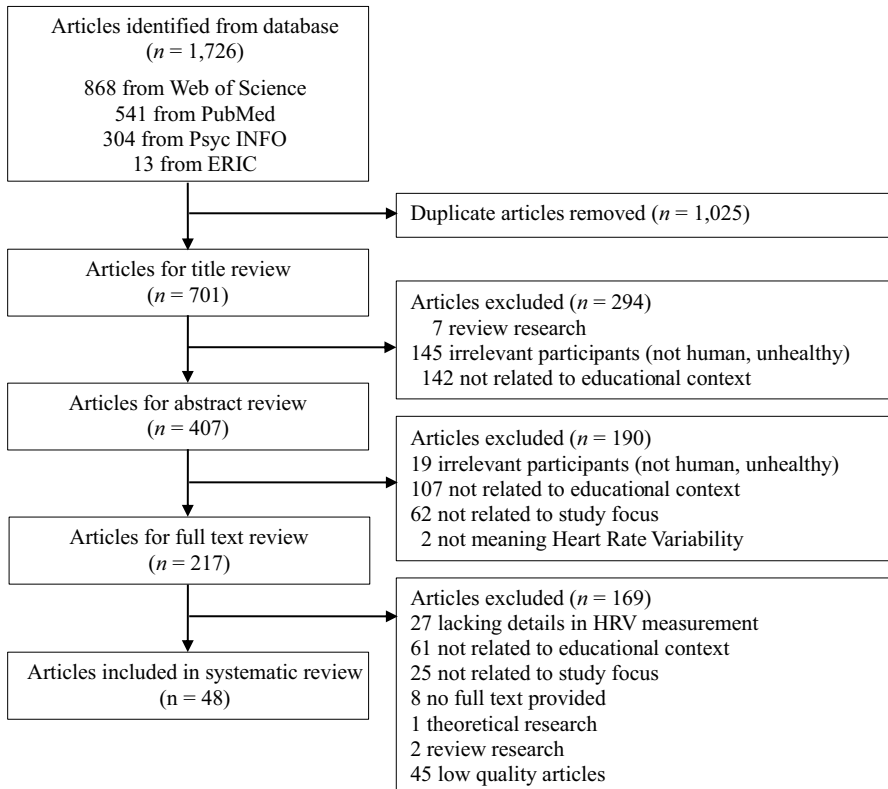 Articles identified from database
(n = 1,726)
868 from Web of Science
541 from PubMed
304 from Psyc INFO
13 from ERIC
Duplicate articles removed (n = 1,025)
Articles for title review
(n = 701)
Articles excluded (n = 294)
7 review research
145 irrelevant participants (not human, unhealthy)
142 not related to educational context
Articles for abstract review
(n = 407)
Articles excluded (n = 190)
19 irrelevant participants (not human, unhealthy)
107 not related to educational context
62 not related to study focus
2 not meaning Heart Rate Variability
Articles for full text review
(n = 217)
Articles excluded (n = 169)
27 lacking details in HRV measurement
61 not related to educational context
25 not related to study focus
8 no full text provided
1 theoretical research
2 review research
45 low quality articles
Articles included in systematic review
(n = 48)